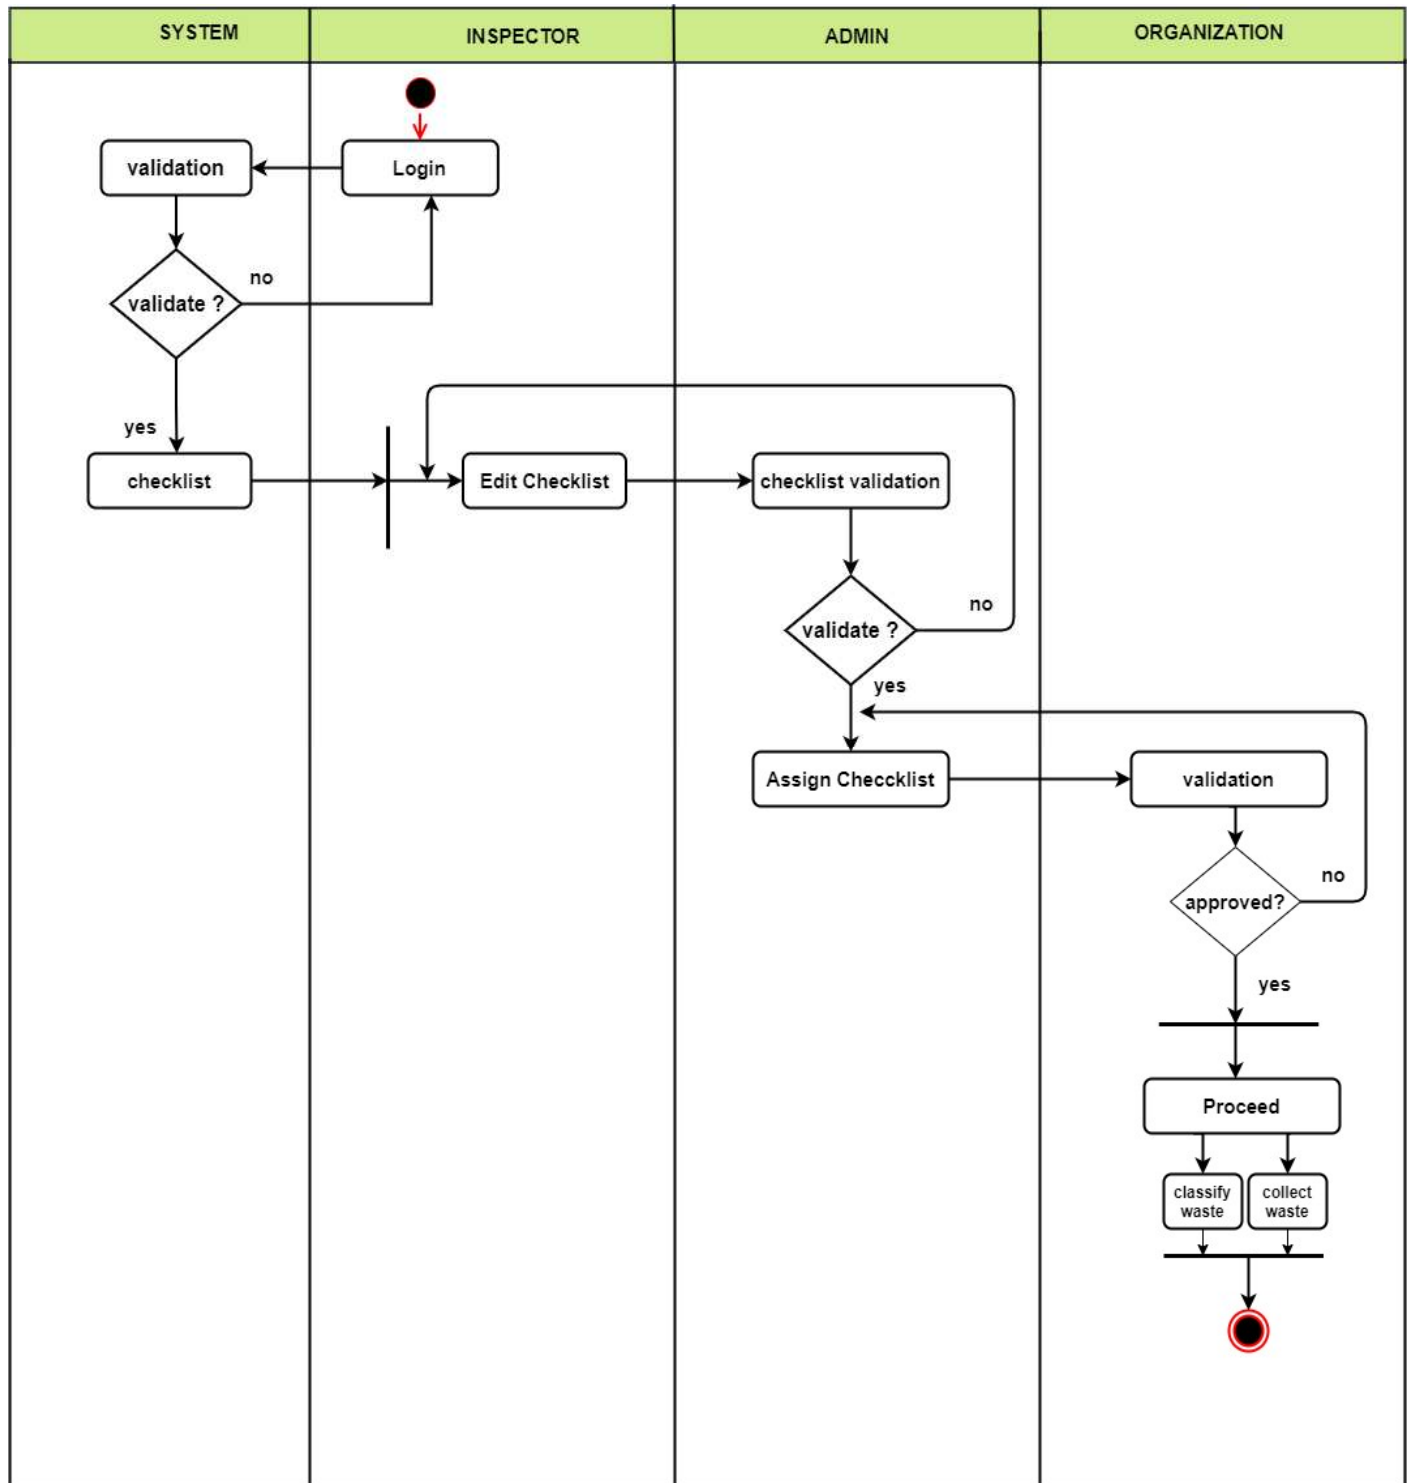 SYSTEM
INSPECTOR
ADMIN
ORGANIZATION
validation
Login
validate ?
no
yes
checklist
Edit Checklist
checklist validation
validate ?
no
yes
Assign Checcklist
validation
approved?
no
yes
Proceed
classify
waste
collect
waste